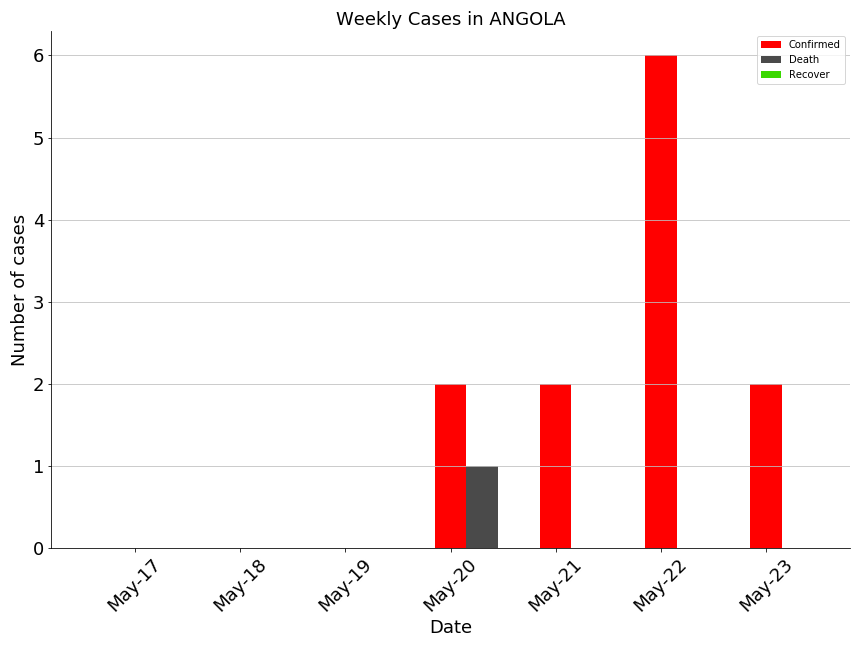 Weekly Cases in ANGOLA
Confirmed
Death
Recover
Number of cases
6
5
4
3
2
1
0
May-17
May-18
May-19
May-20
May-21
May-22
May-23
Date